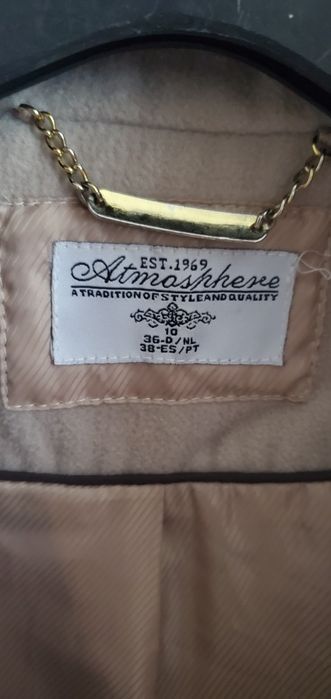 EST.1969
Atmosphere
A TRADITION OF STYLE AND QUALITY
10
36-D/NL
38-ES/PT